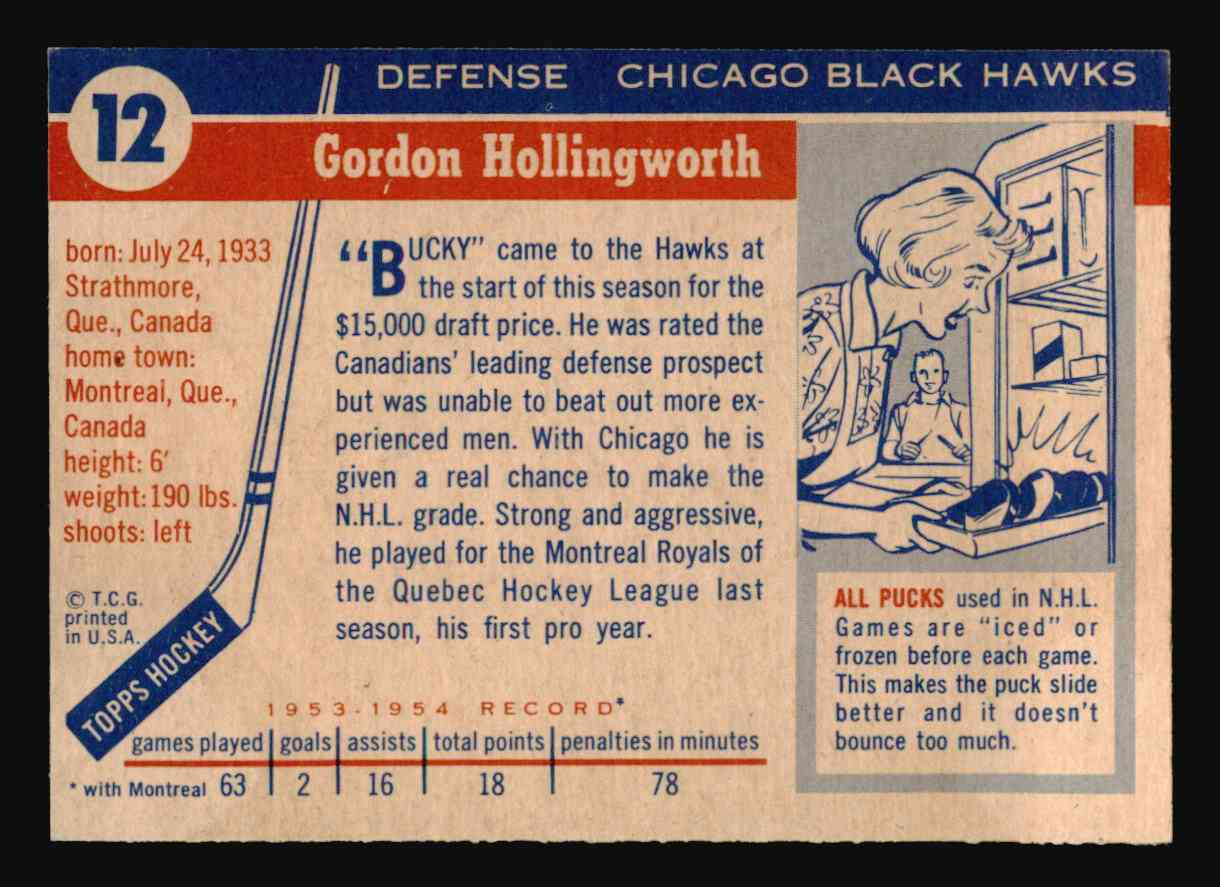 12
DEFENSE CHICAGO BLACK HAWKS
Gordon Hollingworth
born: July 24, 1933
Strathmore,
Que., Canada
home town:
Montreal, Que.,
Canada
height: 6'
weight: 190 lbs.
shoots: left
© T.C.G.
printed
in U.S.A.
TOPPS HOCKEY
“BUCKY” came to the Hawks at
the start of this season for the
$15,000 draft price. He was rated the
Canadians' leading defense prospect
but was unable to beat out more ex-
perienced men. With Chicago he is
given a real chance to make the
N.H.L. grade. Strong and aggressive,
he played for the Montreal Royals of
the Quebec Hockey League last
season, his first pro year.
1953-1954 RECORD*
games played goals assists total points penalties in minutes
* with Montreal 63 2 16 18 78
ALL PUCKS used in N.H.L.
Games are “iced” or
frozen before each game.
This makes the puck slide
better and it doesn't
bounce too much.